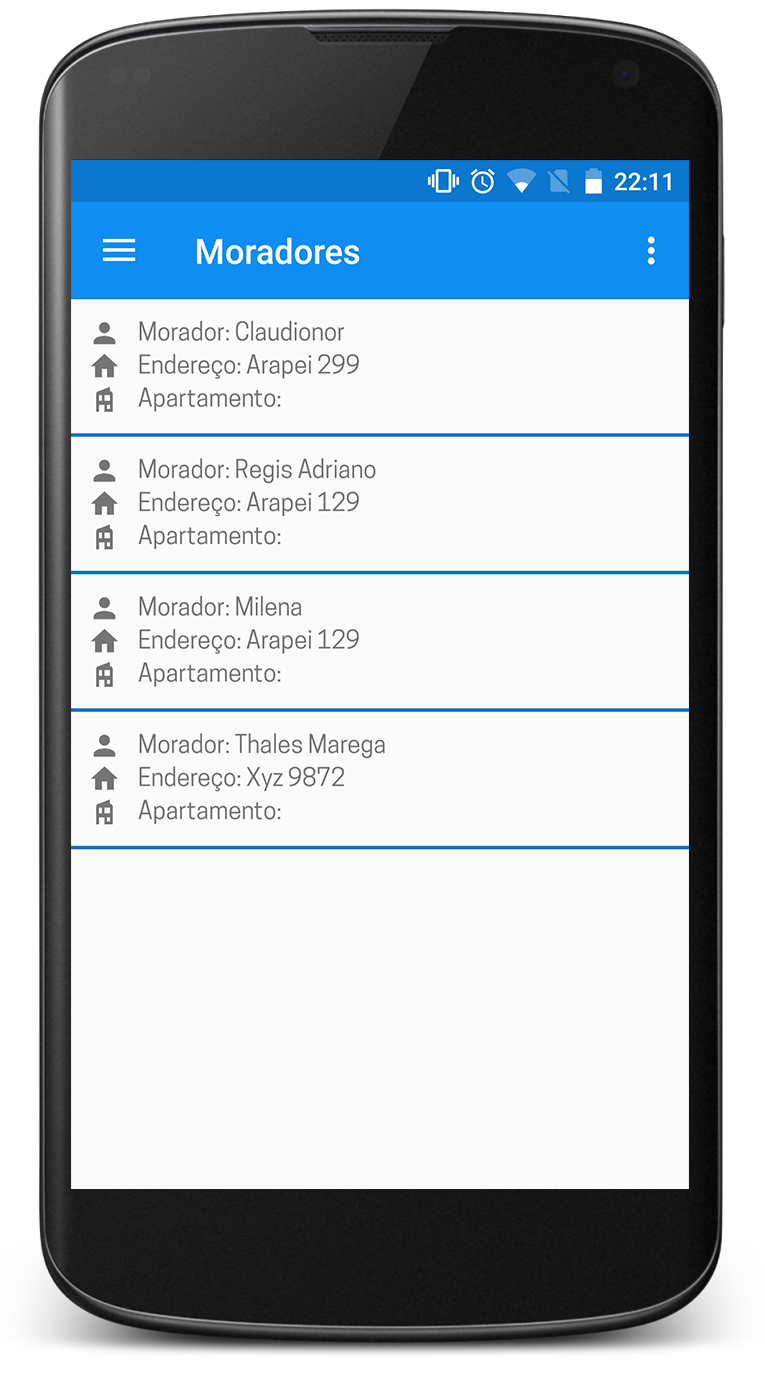 22:11
Moradores
Morador: Claudionor
Endereço: Arapei 299
Apartamento:
Morador: Regis Adriano
Endereço: Arapei 129
Apartamento:
Morador: Milena
Endereço: Arapei 129
Apartamento:
Morador: Thales Marega
Endereço: Xyz 9872
Apartamento: